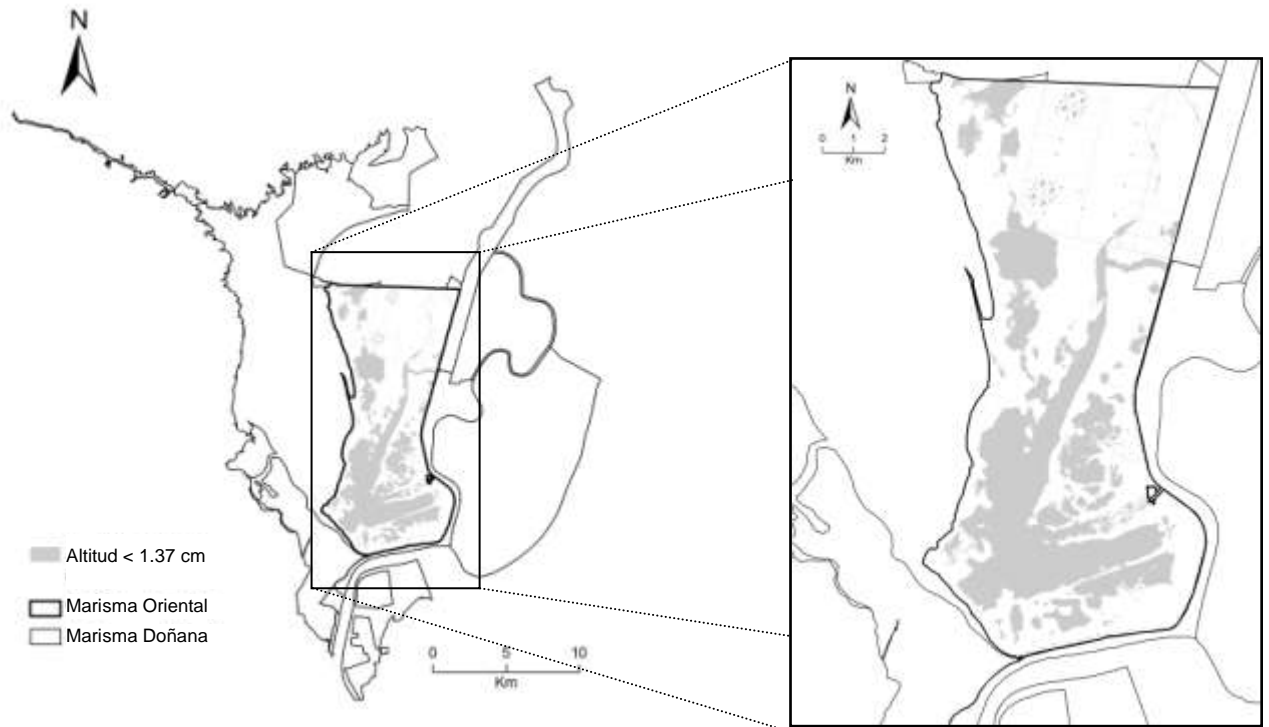 N
N
0 1 2
Km
Altitud < 1.37 cm
Marisma Oriental
Marisma Doñana
0 5 10
Km